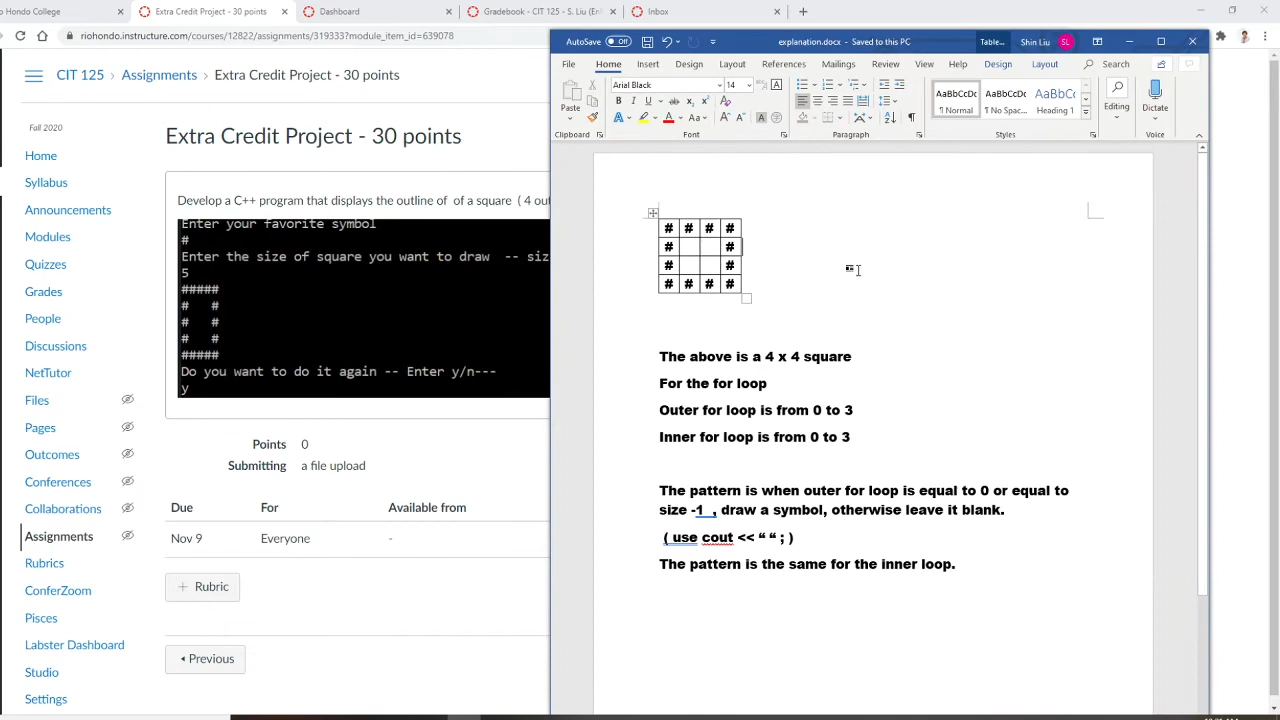 o Hondo College
Extra Credit Project - 30 points
Dashboard
Gradebook - CIT 125 - S. Liu (Enh
Inbox
riohondo.instructure.com/courses/12822/assignments/319333?module_item_id=639078
CIT 125 > Assignments > Extra Credit Project - 30 points
Fall 2020
Home
Syllabus
Announcements
Modules
Quizzes
Grades
People
Discussions
NetTutor
Files
Pages
Outcomes
Conferences
Collaborations
Assignments
Rubrics
ConferZoom
Pisces
Labster Dashboard
Studio
Settings
Extra Credit Project - 30 points
Develop a C++ program that displays the outline of of a square ( 4 out
Enter your favorite symbol
#
Enter the size of square you want to draw -- siz
5
#####
#   #
#   #
#   #
#####
Do you want to do it again -- Enter y/n---
y
Points 0
Submitting a file upload
Due For Available from
Nov 9 Everyone -
+ Rubric
Previous
AutoSave Off explanation.docx - Saved to this PC Table... Shin Liu SL
File Home Insert Design Layout References Mailings Review View Help Design Layout Search
Paste Arial Black 14 AaBbCcDc AaBbCcDc AaBbCc Editing Dictate
¶ Normal ¶ No Spac... Heading 1
Clipboard Font Paragraph Styles Voice
# # # #
# #
# #
# # # #
The above is a 4 x 4 square
For the for loop
Outer for loop is from 0 to 3
Inner for loop is from 0 to 3
The pattern is when outer for loop is equal to 0 or equal to
size -1 , draw a symbol, otherwise leave it blank.
( use cout << “ “ ; )
The pattern is the same for the inner loop.